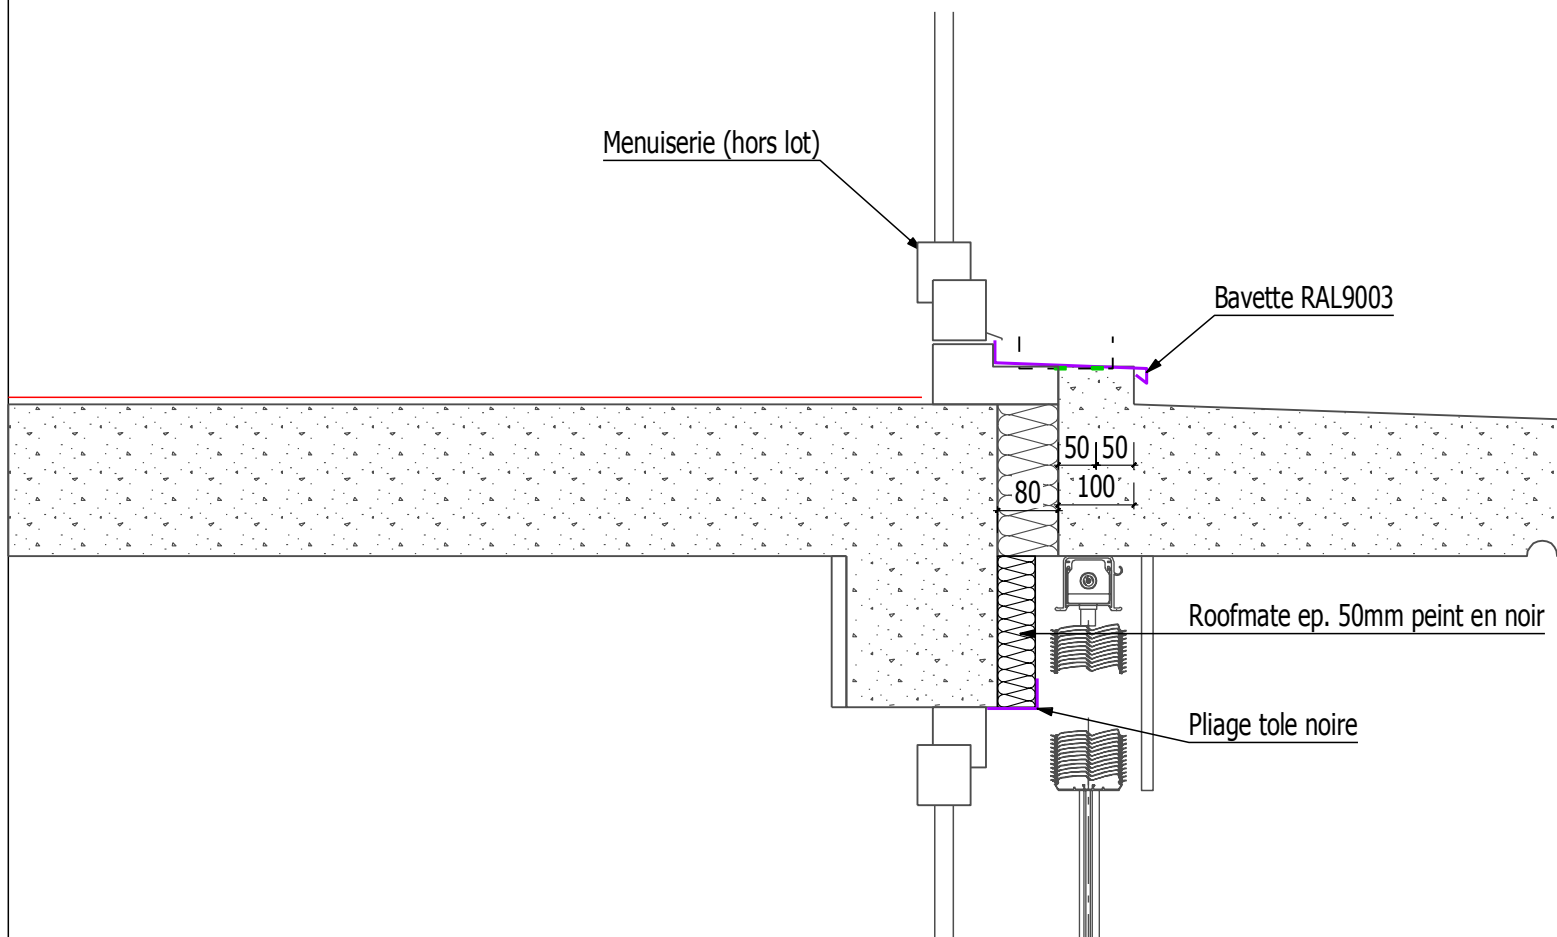 Menuiserie (hors lot)
Bavette RAL9003
50 50
80 100
Roofmate ep. 50mm peint en noir
Pliage tole noire